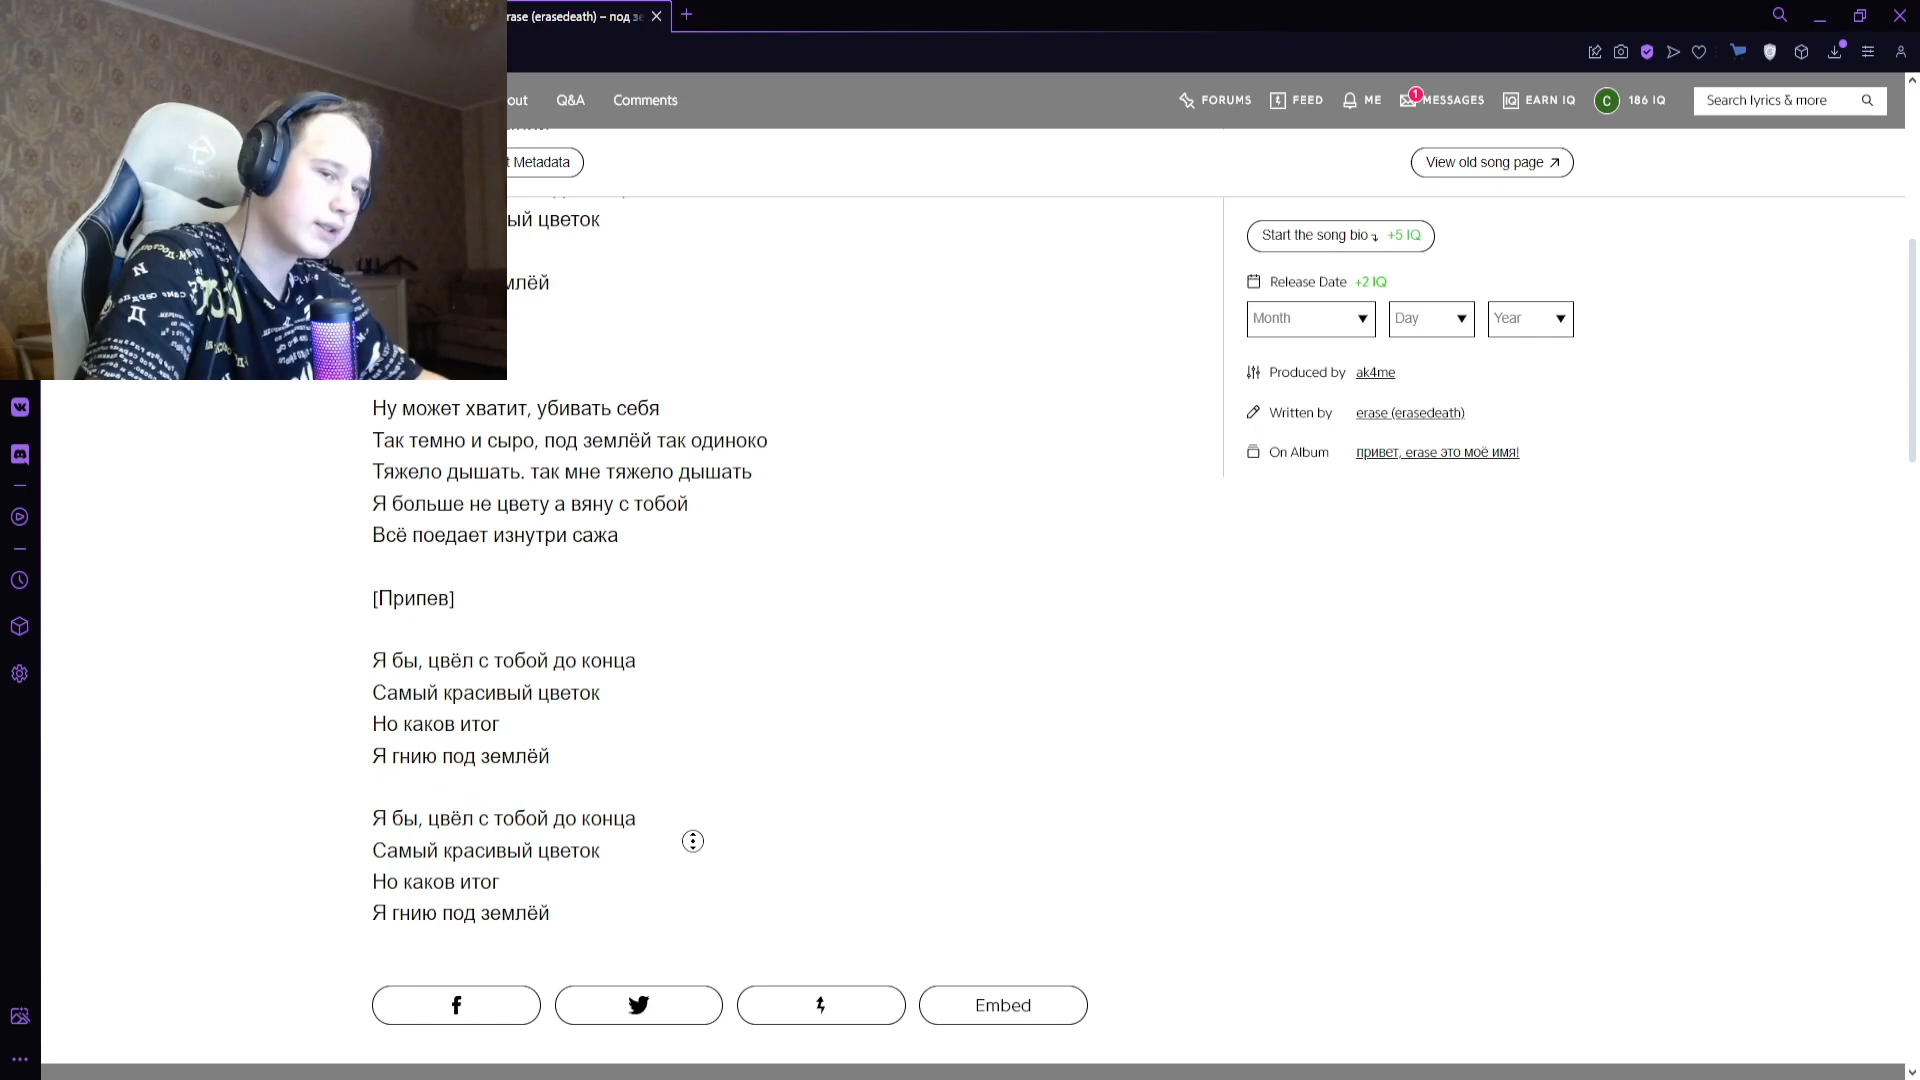 rase (erasedeath) – под зе
out Q&A Comments
FORUMS FEED ME 1 MESSAGES EARN IQ C 186 IQ Search lyrics & more
t Metadata
View old song page
ый цветок
млёй
Start the song bio +5 IQ
Release Date +2 IQ
Month Day Year
Produced by ak4me
Written by erase (erasedeath)
On Album привет, erase это моё имя!
Ну может хватит, убивать себя
Так темно и сыро, под землёй так одиноко
Тяжело дышать. так мне тяжело дышать
Я больше не цвету а вяну с тобой
Всё поедает изнутри сажа
[Припев]
Я бы, цвёл с тобой до конца
Самый красивый цветок
Но каков итог
Я гнию под землёй
Я бы, цвёл с тобой до конца
Самый красивый цветок
Но каков итог
Я гнию под землёй
Embed